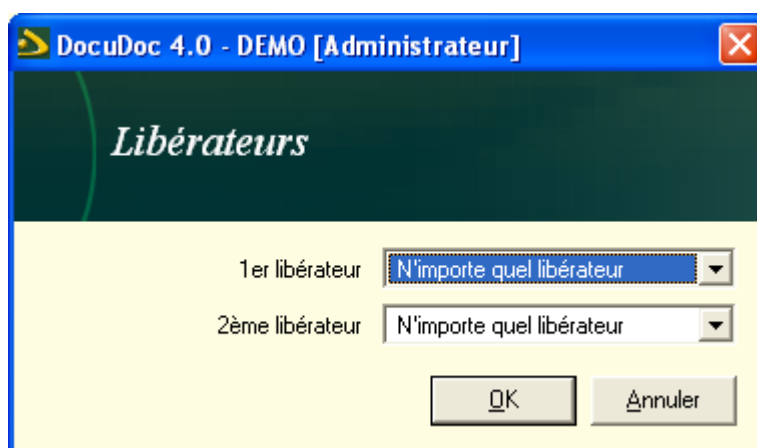 DocuDoc 4.0 - DEMO [Administrateur]
Libérateurs
1er libérateur N'importe quel libérateur
2ème libérateur N'importe quel libérateur
OK Annuler